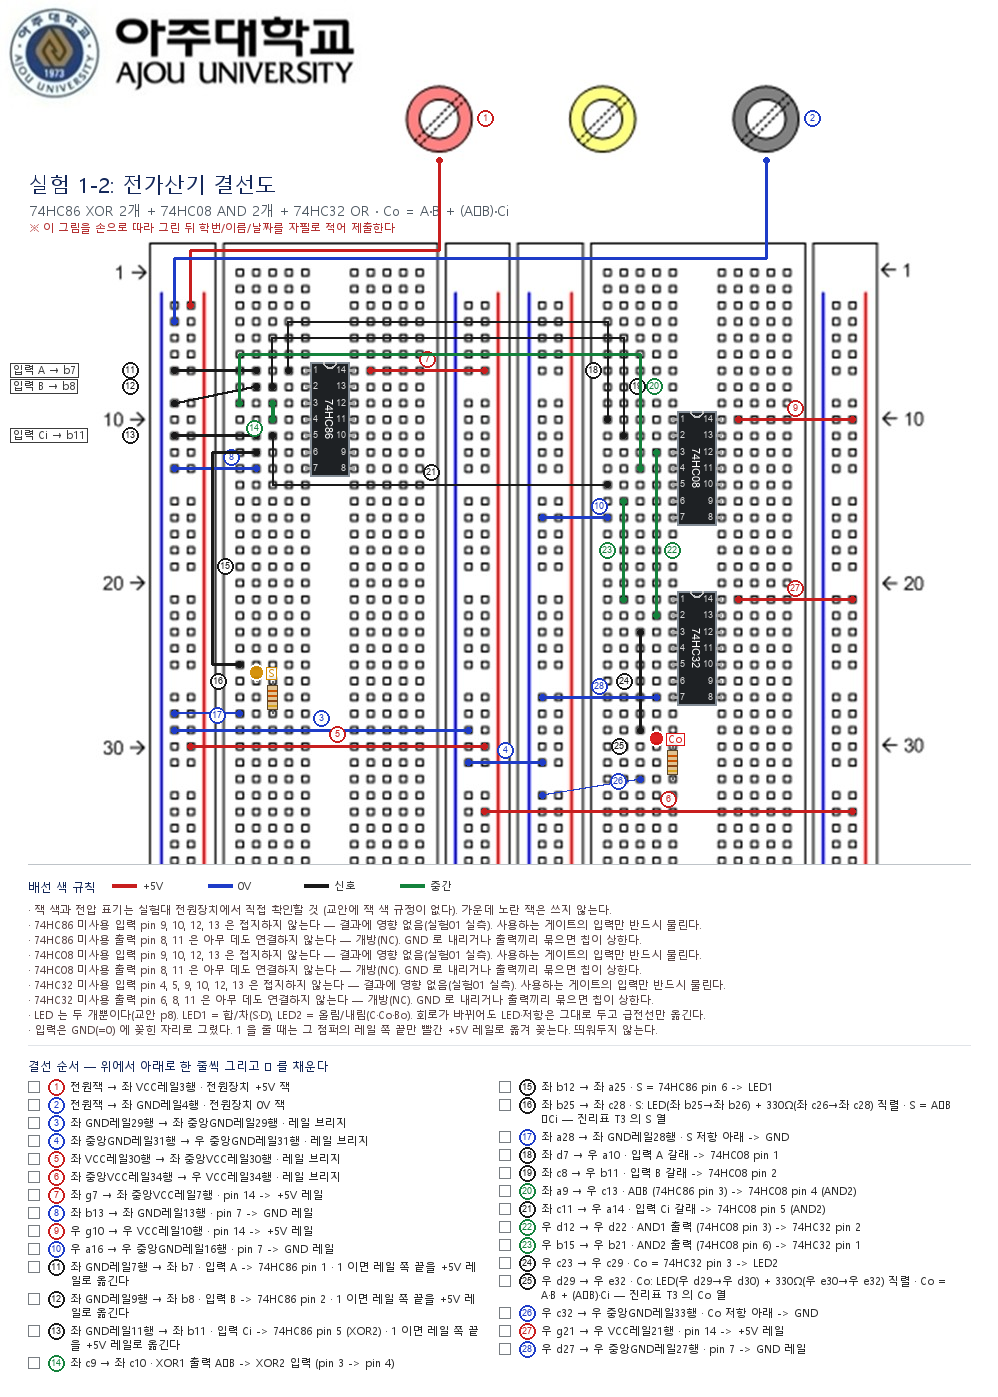 1973
AJOU UNIVERSITY
아주대학교
AJOU UNIVERSITY
1
2
실험 1-2: 전가산기 결선도
74HC86 XOR 2개 + 74HC08 AND 2개 + 74HC32 OR · Co = A·B + (A□B)·Ci
※ 이 그림을 손으로 따라 그린 뒤 학번/이름/날짜를 자필로 적어 제출한다
1 →
← 1
입력 A → b7
11
입력 B → b8
12
입력 Ci → b11
13
10 →
← 10
20 →
← 20
30 →
← 30
74HC86
74HC08
74HC32
S
Co
배선 색 규칙 +5V 0V 신호 중간
· 잭 색과 전압 표기는 실험대 전원장치에서 직접 확인할 것 (교안에 잭 색 규정이 없다). 가운데 노란 잭은 쓰지 않는다.
· 74HC86 미사용 입력 pin 9, 10, 12, 13 은 접지하지 않는다 — 결과에 영향 없음(실험01 실측). 사용하는 게이트의 입력만 반드시 물린다.
· 74HC86 미사용 출력 pin 8, 11 은 아무 데도 연결하지 않는다 — 개방(NC). GND 로 내리거나 출력끼리 묶으면 칩이 상한다.
· 74HC08 미사용 입력 pin 9, 10, 12, 13 은 접지하지 않는다 — 결과에 영향 없음(실험01 실측). 사용하는 게이트의 입력만 반드시 물린다.
· 74HC08 미사용 출력 pin 8, 11 은 아무 데도 연결하지 않는다 — 개방(NC). GND 로 내리거나 출력끼리 묶으면 칩이 상한다.
· 74HC32 미사용 입력 pin 4, 5, 9, 10, 12, 13 은 접지하지 않는다 — 결과에 영향 없음(실험01 실측). 사용하는 게이트의 입력만 반드시 물린다.
· 74HC32 미사용 출력 pin 6, 8, 11 은 아무 데도 연결하지 않는다 — 개방(NC). GND 로 내리거나 출력끼리 묶으면 칩이 상한다.
· LED 는 두 개뿐이다(교안 p8). LED1 = 합/차(S·D), LED2 = 올림/내림(C·Co·Bo). 회로가 바뀌어도 LED·저항은 그대로 두고 급전선만 옮긴다.
· 입력은 GND(=0) 에 꽂힌 자리로 그렸다. 1 을 줄 때는 그 점퍼의 레일 쪽 끝만 빨간 +5V 레일로 옮겨 꽂는다. 띄워두지 않는다.
결선 순서 — 위에서 아래로 한 줄씩 그리고 □ 를 채운다
1 전원잭 → 좌 VCC레일3행 · 전원장치 +5V 잭
2 전원잭 → 좌 GND레일4행 · 전원장치 0V 잭
3 좌 GND레일29행 → 좌 중앙GND레일29행 · 레일 브리지
4 좌 중앙GND레일31행 → 우 중앙GND레일31행 · 레일 브리지
5 좌 VCC레일30행 → 좌 중앙VCC레일30행 · 레일 브리지
6 좌 중앙VCC레일34행 → 우 VCC레일34행 · 레일 브리지
7 좌 g7 → 좌 중앙VCC레일7행 · pin 14 -> +5V 레일
8 좌 b13 → 좌 GND레일13행 · pin 7 -> GND 레일
9 우 g10 → 우 VCC레일10행 · pin 14 -> +5V 레일
10 우 a16 → 우 중앙GND레일16행 · pin 7 -> GND 레일
11 좌 GND레일7행 → 좌 b7 · 입력 A -> 74HC86 pin 1 · 1 이면 레일 쪽 끝을 +5V 레
일로 옮긴다
12 좌 GND레일9행 → 좌 b8 · 입력 B -> 74HC86 pin 2 · 1 이면 레일 쪽 끝을 +5V 레
일로 옮긴다
13 좌 GND레일11행 → 좌 b11 · 입력 Ci -> 74HC86 pin 5 (XOR2) · 1 이면 레일 쪽 끝
을 +5V 레일로 옮긴다
14 좌 c9 → 좌 c10 · XOR1 출력 A□B -> XOR2 입력 (pin 3 -> pin 4)
15 좌 b12 → 좌 a25 · S = 74HC86 pin 6 -> LED1
16 좌 b25 → 좌 c28 · S: LED(좌 b25→좌 b26) + 330Ω(좌 c26→좌 c28) 직렬 · S = A□B
□Ci — 진리표 T3 의 S 열
17 좌 a28 → 좌 GND레일28행 · S 저항 아래 -> GND
18 좌 d7 → 우 a10 · 입력 A 갈래 -> 74HC08 pin 1
19 좌 c8 → 우 b11 · 입력 B 갈래 -> 74HC08 pin 2
20 좌 a9 → 우 c13 · A□B (74HC86 pin 3) -> 74HC08 pin 4 (AND2)
21 좌 c11 → 우 a14 · 입력 Ci 갈래 -> 74HC08 pin 5 (AND2)
22 우 d12 → 우 d22 · AND1 출력 (74HC08 pin 3) -> 74HC32 pin 2
23 우 b15 → 우 b21 · AND2 출력 (74HC08 pin 6) -> 74HC32 pin 1
24 우 c23 → 우 c29 · Co = 74HC32 pin 3 -> LED2
25 우 d29 → 우 e32 · Co: LED(우 d29→우 d30) + 330Ω(우 e30→우 e32) 직렬 · Co =
A·B + (A□B)·Ci — 진리표 T3 의 Co 열
26 우 c32 → 우 중앙GND레일33행 · Co 저항 아래 -> GND
27 우 g21 → 우 VCC레일21행 · pin 14 -> +5V 레일
28 우 d27 → 우 중앙GND레일27행 · pin 7 -> GND 레일